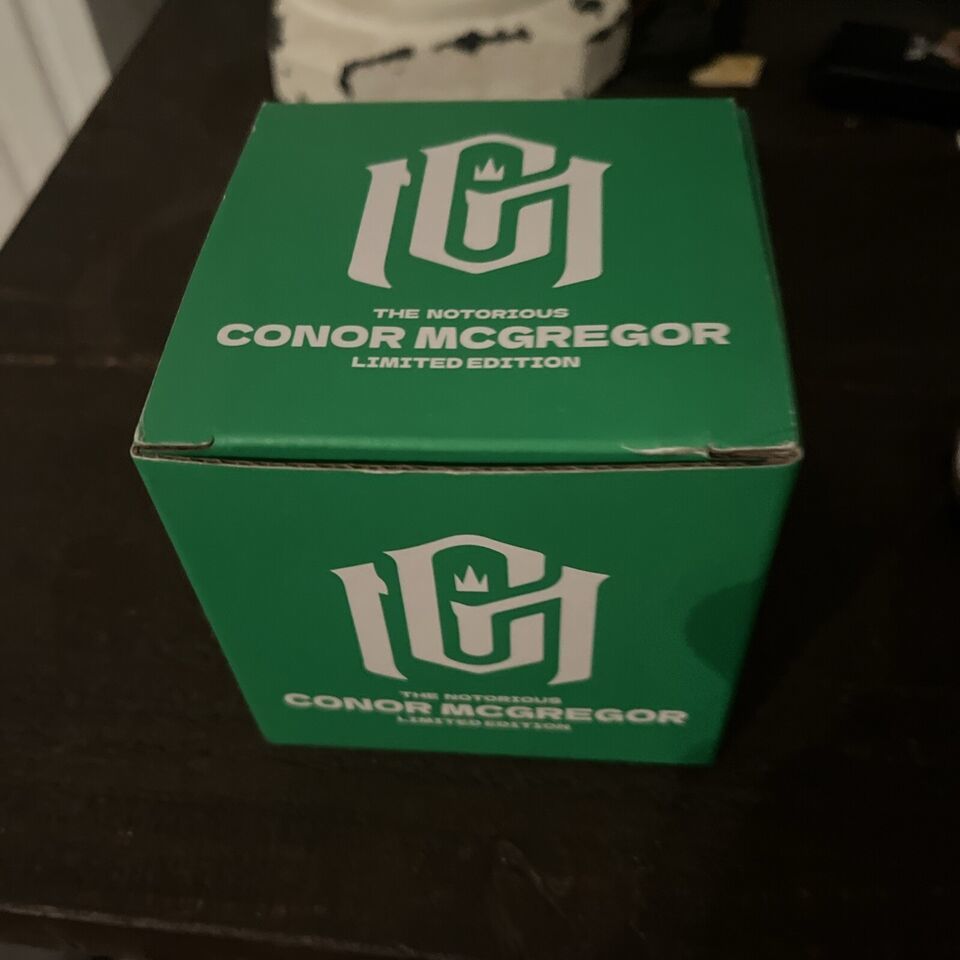 THE NOTORIOUS
CONOR MCGREGOR
LIMITED EDITION
THE NOTORIOUS
CONOR MCGREGOR
LIMITED EDITION